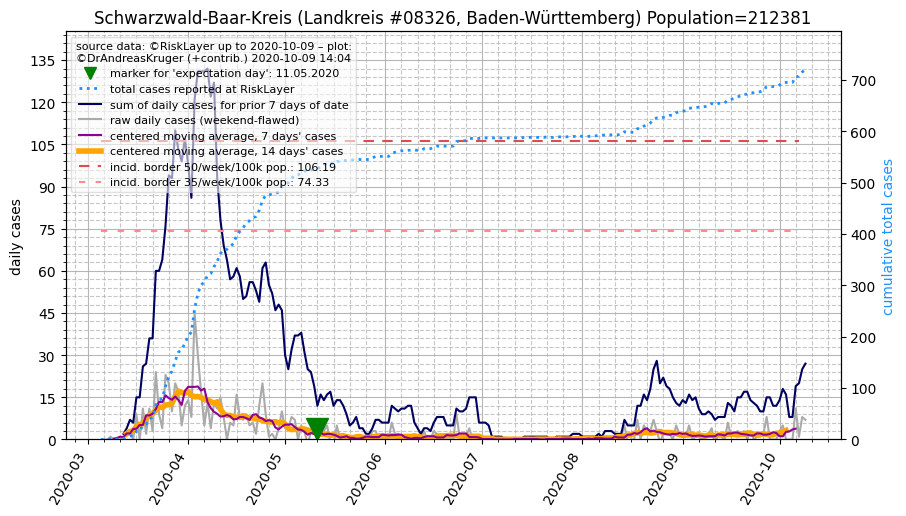 Schwarzwald-Baar-Kreis (Landkreis #08326, Baden-Württemberg) Population=212381
source data: ©RiskLayer up to 2020-10-09 – plot:
©DrAndreasKruger (+contrib.) 2020-10-09 14:04
marker for 'expectation day': 11.05.2020
total cases reported at RiskLayer
sum of daily cases, for prior 7 days of date
raw daily cases (weekend-flawed)
centered moving average, 7 days' cases
centered moving average, 14 days' cases
incid. border 50/week/100k pop.: 106.19
incid. border 35/week/100k pop.: 74.33
daily cases
135
120
105
90
75
60
45
30
15
0
cumulative total cases
700
600
500
400
300
200
100
0
2020-03
2020-04
2020-05
2020-06
2020-07
2020-08
2020-09
2020-10